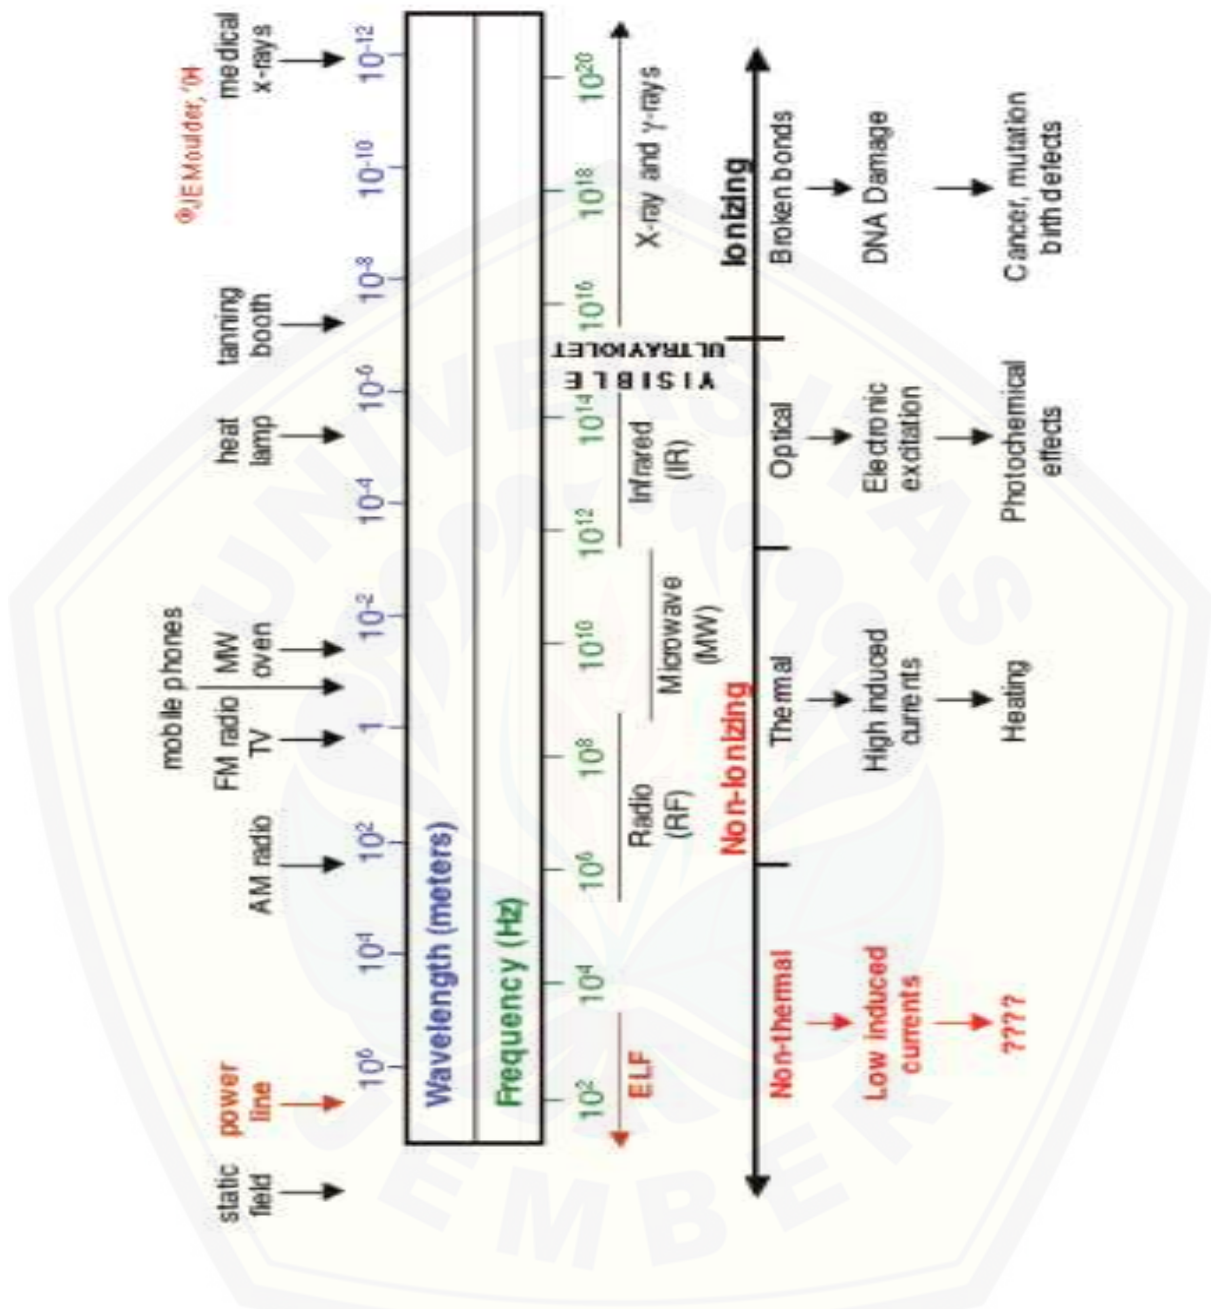 ®JEMoulder, '04
static
field
power
line
AM radio
mobile phones
FM radio
TV
MW
oven
heat
lamp
tanning
booth
medical
x-rays
10⁶
10⁴
10²
1
10⁻²
10⁻⁴
10⁻⁶
10⁻⁸
10⁻¹⁰
10⁻¹²
Wavelength (meters)
Frequency (Hz)
10²
10⁴
10⁶
10⁸
10¹⁰
10¹²
10¹⁴
10¹⁶
10¹⁸
10²⁰
ELF
Radio
(RF)
Microwave
(MW)
Infrared
(IR)
VISIBLE
ULTRAVIOLET
X-ray and γ-rays
Non-Ionizing
Ionizing
Non-thermal
Low induced
currents
????
Thermal
High induced
currents
Heating
Optical
Electronic
excitation
Photochemical
effects
Broken bonds
DNA Damage
Cancer, mutation
birth defects
UNIVERSITAS
JEMBER